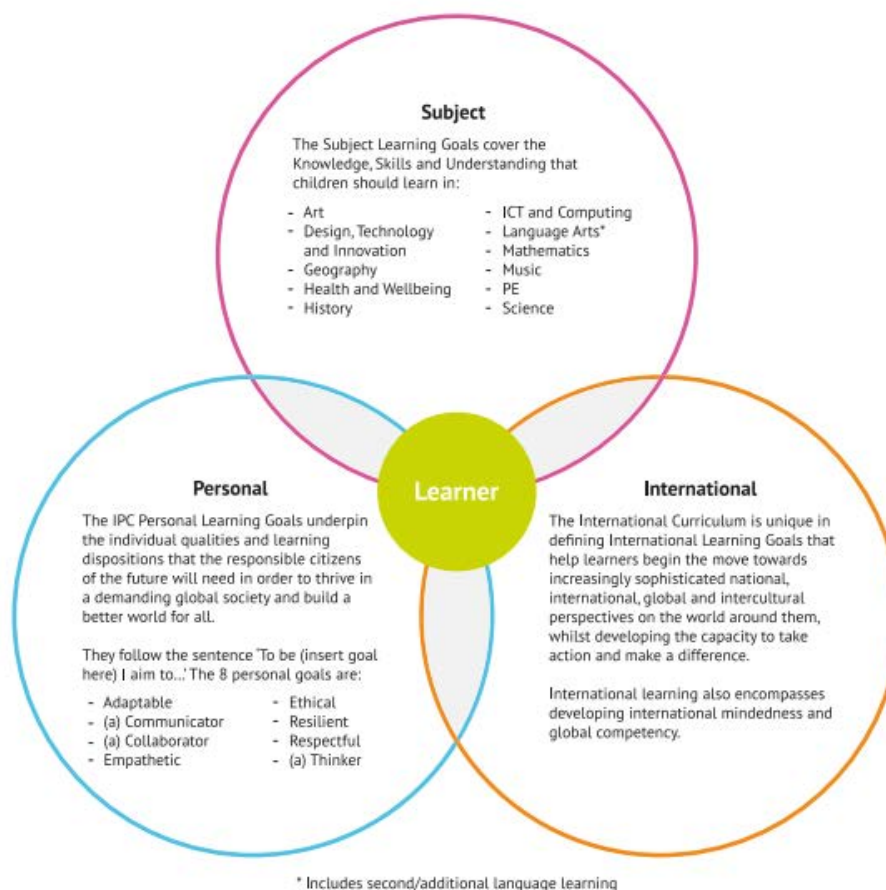 Subject
The Subject Learning Goals cover the
Knowledge, Skills and Understanding that
children should learn in:
- Art
- Design, Technology
and Innovation
- Geography
- Health and Wellbeing
- History
- ICT and Computing
- Language Arts*
- Mathematics
- Music
- PE
- Science
Learner
Personal
The IPC Personal Learning Goals underpin
the individual qualities and learning
dispositions that the responsible citizens
of the future will need in order to thrive in
a demanding global society and build a
better world for all.
They follow the sentence 'To be (insert goal
here) I aim to...' The 8 personal goals are:
- Adaptable
- (a) Communicator
- (a) Collaborator
- Empathetic
- Ethical
- Resilient
- Respectful
- (a) Thinker
International
The International Curriculum is unique in
defining International Learning Goals that
help learners begin the move towards
increasingly sophisticated national,
international, global and intercultural
perspectives on the world around them,
whilst developing the capacity to take
action and make a difference.
International learning also encompasses
developing international mindedness and
global competency.
* Includes second/additional language learning